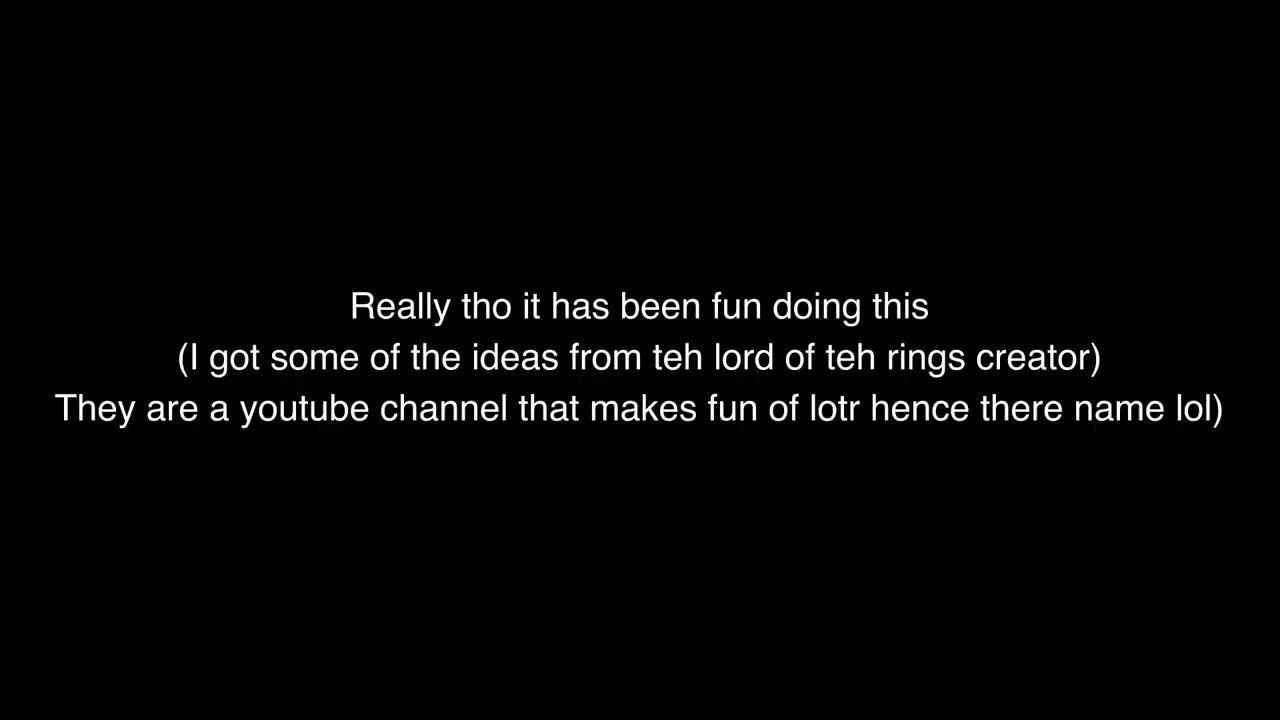 Really tho it has been fun doing this
(I got some of the ideas from teh lord of teh rings creator)
They are a youtube channel that makes fun of lotr hence there name lol)